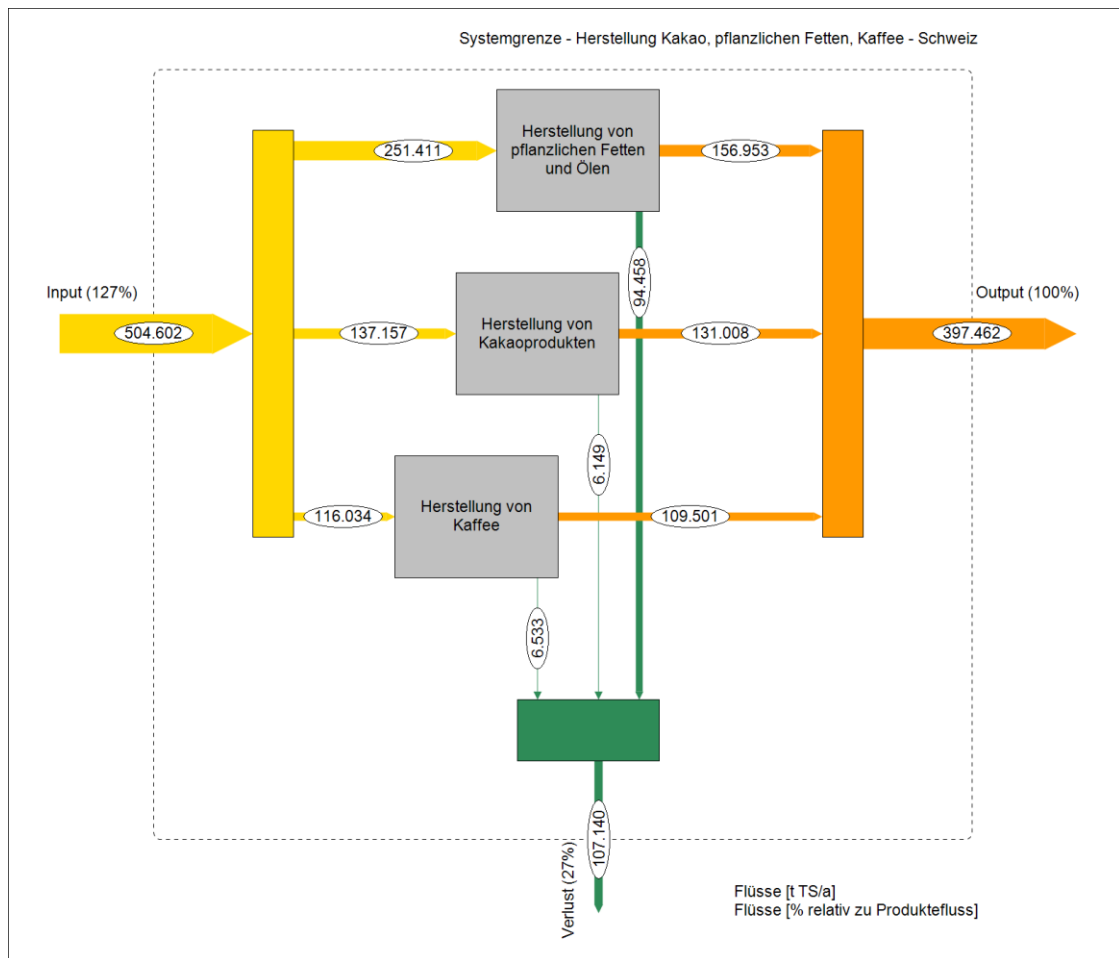 Systemgrenze - Herstellung Kakao, pflanzlichen Fetten, Kaffee - Schweiz
Herstellung von
pflanzlichen Fetten
und Ölen
251.411
156.953
94.458
Input (127%)
504.602
137.157
Herstellung von
Kakaoprodukten
131.008
Output (100%)
397.462
6.149
116.034
Herstellung von
Kaffee
109.501
6.533
107.140
Verlust (27%)
Flüsse [t TS/a]
Flüsse [% relativ zu Produktefluss]